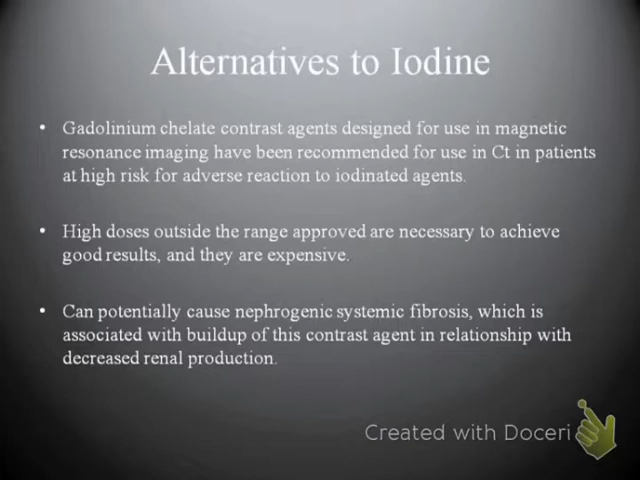 Alternatives to Iodine
• Gadolinium chelate contrast agents designed for use in magnetic
resonance imaging have been recommended for use in Ct in patients
at high risk for adverse reaction to iodinated agents.
• High doses outside the range approved are necessary to achieve
good results, and they are expensive.
• Can potentially cause nephrogenic systemic fibrosis, which is
associated with buildup of this contrast agent in relationship with
decreased renal production.
Created with Doceri